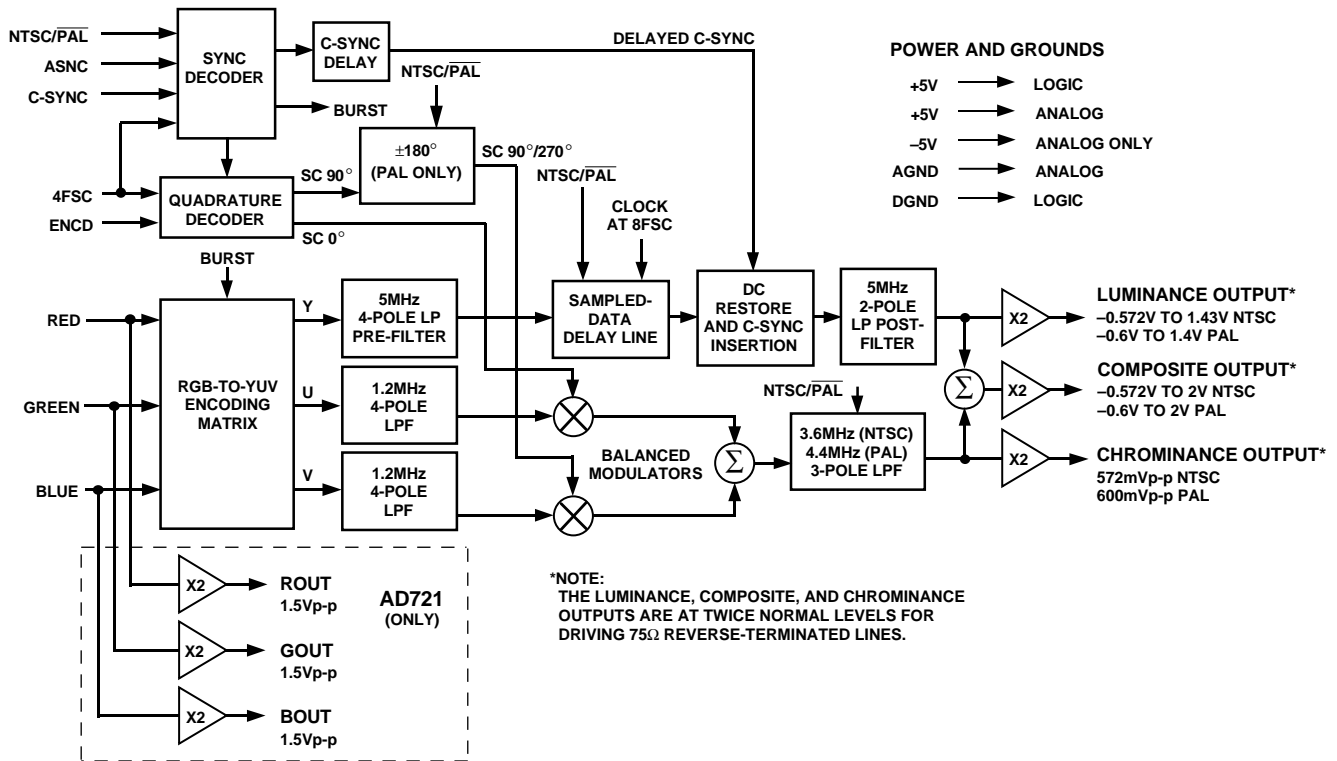 NTSC/PAL
ASNC
C-SYNC
4FSC
ENCD
SYNC
DECODER
C-SYNC
DELAY
DELAYED C-SYNC
NTSC/PAL
BURST
±180°
(PAL ONLY)
SC 90°
SC 90°/270°
QUADRATURE
DECODER
SC 0°
NTSC/PAL
CLOCK
AT 8FSC
POWER AND GROUNDS
+5V LOGIC
+5V ANALOG
–5V ANALOG ONLY
AGND ANALOG
DGND LOGIC
BURST
RED
GREEN
BLUE
RGB-TO-YUV
ENCODING
MATRIX
Y
U
V
5MHz
4-POLE LP
PRE-FILTER
1.2MHz
4-POLE
LPF
1.2MHz
4-POLE
LPF
SAMPLED-
DATA
DELAY LINE
DC
RESTORE
AND C-SYNC
INSERTION
5MHz
2-POLE
LP POST-
FILTER
BALANCED
MODULATORS
Σ
NTSC/PAL
3.6MHz (NTSC)
4.4MHz (PAL)
3-POLE LPF
Σ
X2
LUMINANCE OUTPUT*
–0.572V TO 1.43V NTSC
–0.6V TO 1.4V PAL
X2
COMPOSITE OUTPUT*
–0.572V TO 2V NTSC
–0.6V TO 2V PAL
X2
CHROMINANCE OUTPUT*
572mVp-p NTSC
600mVp-p PAL
X2
ROUT
1.5Vp-p
X2
GOUT
1.5Vp-p
X2
BOUT
1.5Vp-p
AD721
(ONLY)
*NOTE:
THE LUMINANCE, COMPOSITE, AND CHROMINANCE
OUTPUTS ARE AT TWICE NORMAL LEVELS FOR
DRIVING 75Ω REVERSE-TERMINATED LINES.